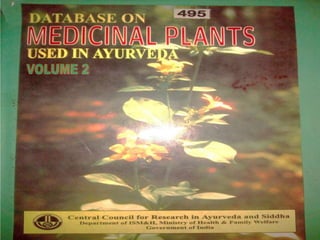 DATABASE ON
495
MEDICINAL PLANTS
USED IN AYURVEDA
VOLUME 2
Central Council for Research in Ayurveda and Siddha
Department of ISM&H, Ministry of Health & Family Welfare
Government of India